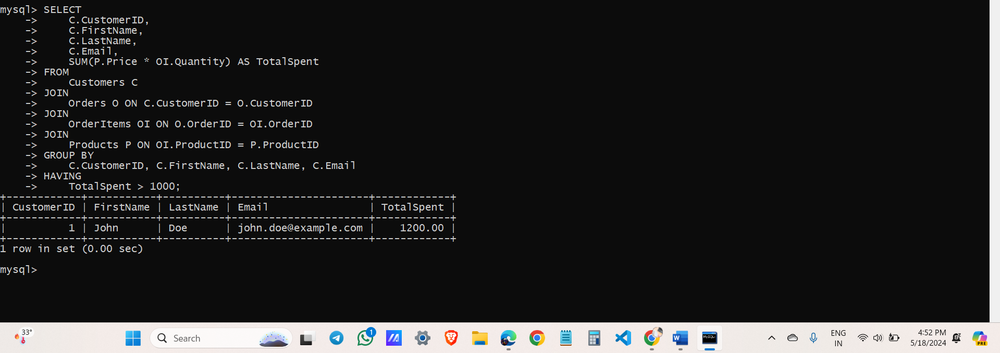 mysql> SELECT
    ->     C.CustomerID,
    ->     C.FirstName,
    ->     C.LastName,
    ->     C.Email,
    ->     SUM(P.Price * OI.Quantity) AS TotalSpent
    -> FROM
    ->     Customers C
    -> JOIN
    ->     Orders O ON C.CustomerID = O.CustomerID
    -> JOIN
    ->     OrderItems OI ON O.OrderID = OI.OrderID
    -> JOIN
    ->     Products P ON OI.ProductID = P.ProductID
    -> GROUP BY
    ->     C.CustomerID, C.FirstName, C.LastName, C.Email
    -> HAVING
    ->     TotalSpent > 1000;
+------------+-----------+----------+----------------------+------------+
| CustomerID | FirstName | LastName | Email                | TotalSpent |
+------------+-----------+----------+----------------------+------------+
|          1 | John      | Doe      | john.doe@example.com |    1200.00 |
+------------+-----------+----------+----------------------+------------+
1 row in set (0.00 sec)
mysql>
33°
Search
1
W
MySQL
ENG
IN
4:52 PM
5/18/2024
PRE